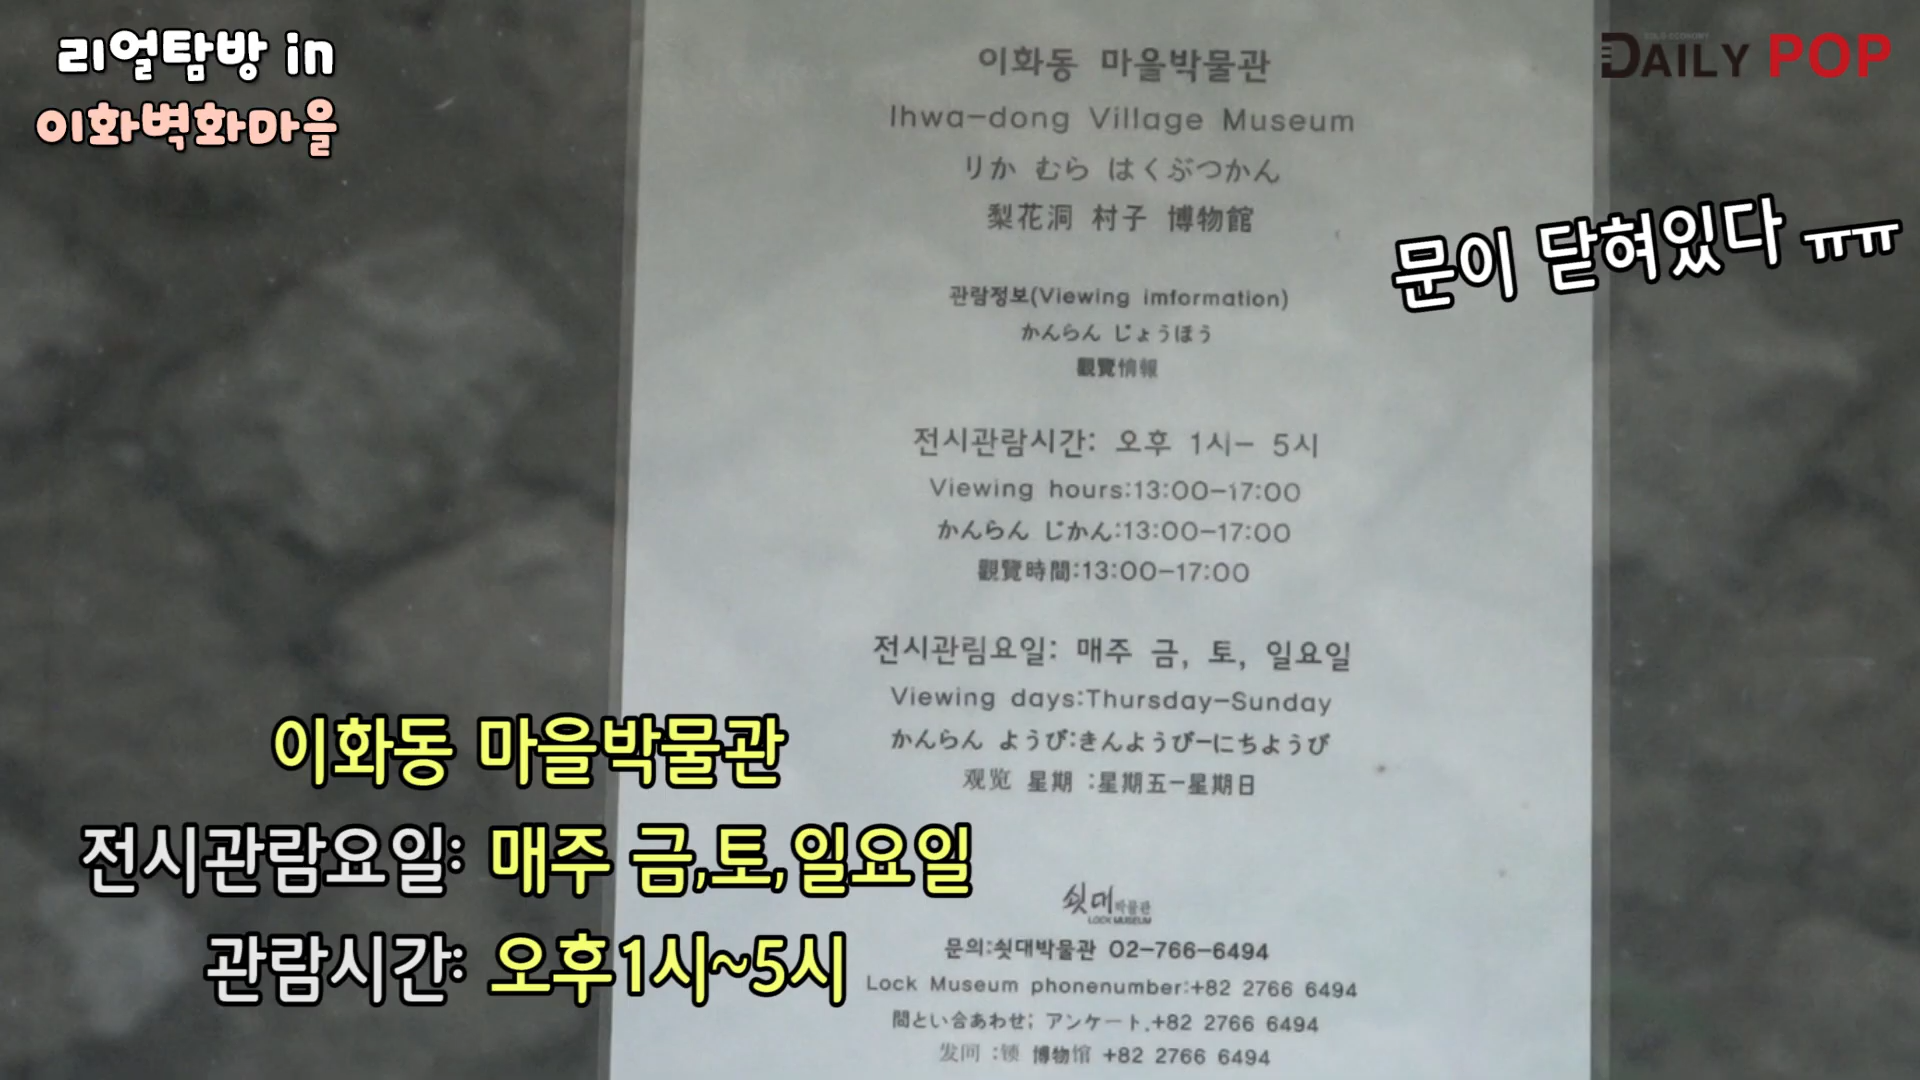 리얼탐방 in
이화벽화마을
SOLO ECONOMY
DAILY POP
이화동 마을박물관
Ihwa-dong Village Museum
りか むら はくぶつかん
梨花洞 村子 博物館
문이 닫혀있다 ㅠㅠ
관람정보(Viewing imformation)
かんらん じょうほう
觀覽情報
전시관람시간: 오후 1시- 5시
Viewing hours:13:00-17:00
かんらん じかん:13:00-17:00
觀覽時間:13:00-17:00
전시관림요일: 매주 금, 토, 일요일
Viewing days:Thursday-Sunday
かんらん ようび:きんようびーにちようび
观览 星期 :星期五-星期日
이화동 마을박물관
전시관람요일: 매주 금,토,일요일
관람시간: 오후1시~5시
쇳대박물관
LOCK MUSEUM
문의:쇳대박물관 02-766-6494
Lock Museum phonenumber:+82 2766 6494
問とい合あわせ; アンケート.+82 2766 6494
发问 :锁 博物馆 +82 2766 6494